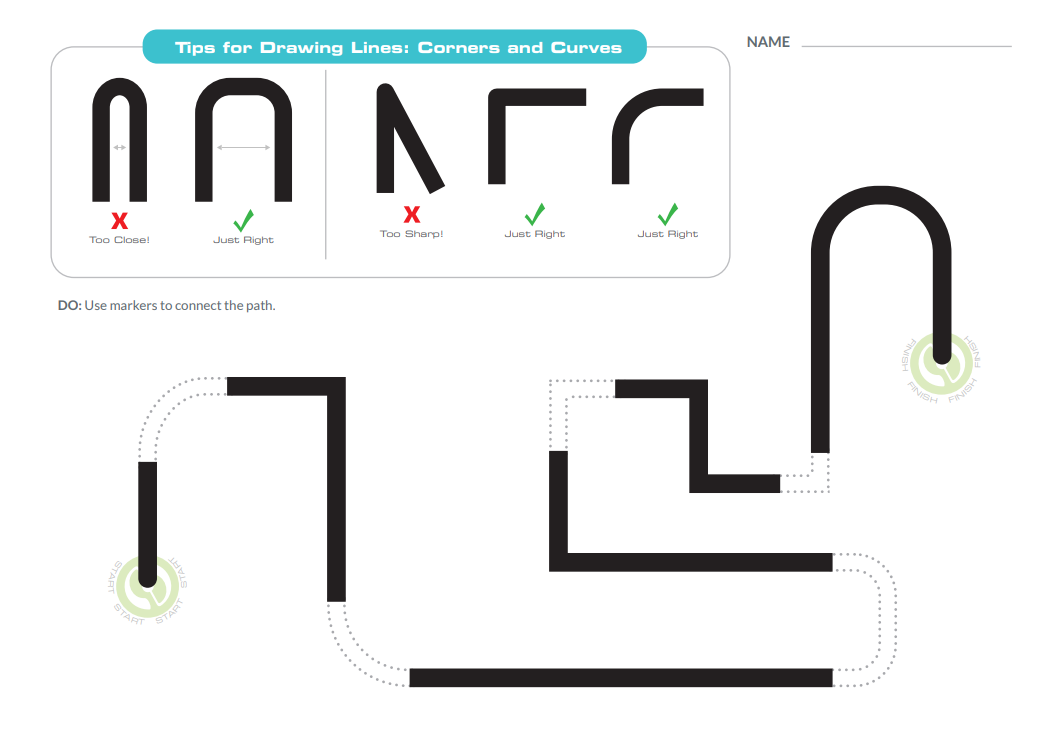 Tips for Drawing Lines: Corners and Curves
NAME
X
X
Too Close!
Just Right
Too Sharp!
Just Right
Just Right
DO: Use markers to connect the path.
FINISH
FINISH
FINISH
FINISH
START
START
START
START